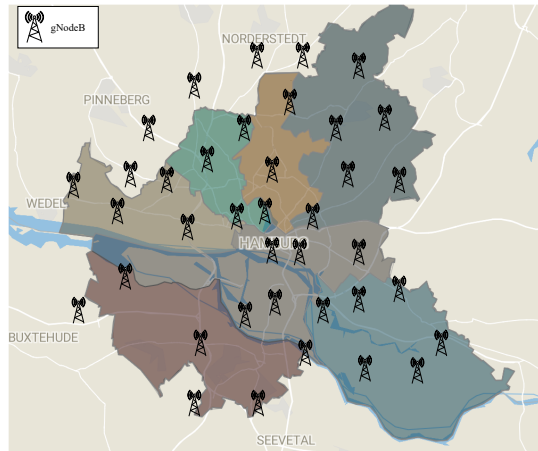 gNodeB
NORDERSTEDT
PINNEBERG
WEDEL
HAMBURG
BUXTEHUDE
SEEVETAL